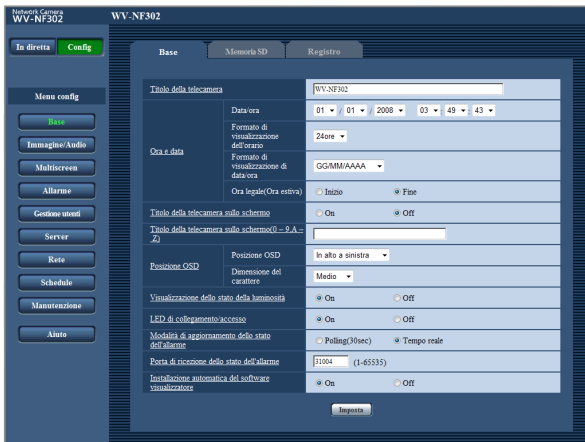 Network Camera
WV-NF302
WV-NF302
In diretta
Config
Menu config
Base
Immagine/Audio
Multiscreen
Allarme
Gestione utenti
Server
Rete
Schedule
Manutenzione
Aiuto
Base
Memoria SD
Registro
Titolo della telecamera
WV-NF302
Ora e data
Data/ora
01 / 01 / 2008 03 : 49 : 43
Formato di
visualizzazione
dell'orario
24ore
Formato di
visualizzazione di
data/ora
GG/MM/AAAA
Ora legale(Ora estiva)
Inizio
Fine
Titolo della telecamera sullo schermo
On
Off
Titolo della telecamera sullo schermo(0 – 9,A –
Z)
Posizione OSD
Posizione OSD
In alto a sinistra
Dimensione del
carattere
Medio
Visualizzazione dello stato della luminosità
On
Off
LED di collegamento/
accesso
On
Off
Modalità di aggiornamento dello stato
dell'allarme
Polling(30sec)
Tempo reale
Porta di ricezione dello stato dell'allarme
31004
(1-65535)
Installazione automatica del software
visualizzatore
On
Off
Imposta